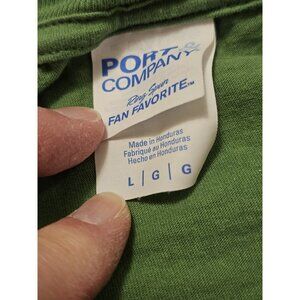 PORT &
COMPANY
Ring Spun
FAN FAVORITE™
Made in Honduras
Fabriqué au Honduras
Hecho en Honduras
L | G | G